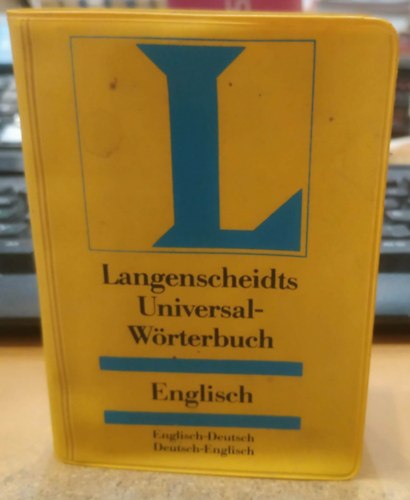 L
Langenscheidts
Universal-
Wörterbuch
Englisch
Englisch-Deutsch
Deutsch-Englisch